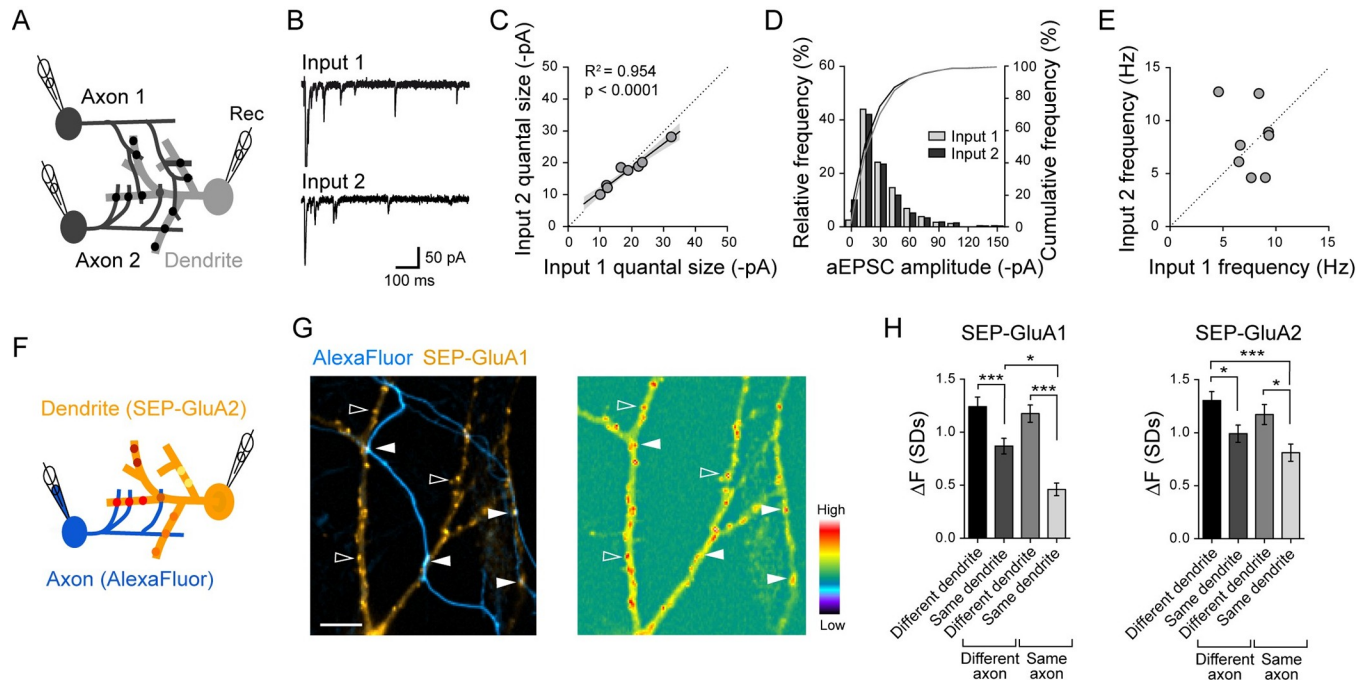 A
Axon 1
Rec
Axon 2
Dendrite
B
Input 1
Input 2
50 pA
100 ms
C
Input 2 quantal size (-pA)
50
40
30
20
10
0
R² = 0.954
p < 0.0001
0
10
20
30
40
50
Input 1 quantal size (-pA)
D
Relative frequency (%)
60
50
40
30
20
10
0
Input 1
Input 2
Cumulative frequency (%)
100
80
60
40
20
0
0
30
60
90
120
150
aEPSC amplitude (-pA)
E
Input 2 frequency (Hz)
15
10
5
0
0
5
10
15
Input 1 frequency (Hz)
F
Dendrite (SEP-GluA2)
Axon (AlexaFluor)
G
AlexaFluor SEP-GluA1
High
Low
H
SEP-GluA1
ΔF (SDs)
1.5
1.0
0.5
0.0
***
*
***
Different dendrite
Same dendrite
Different dendrite
Same dendrite
Different
axon
Same
axon
SEP-GluA2
ΔF (SDs)
1.5
1.0
0.5
0.0
***
*
*
Different dendrite
Same dendrite
Different dendrite
Same dendrite
Different
axon
Same
axon